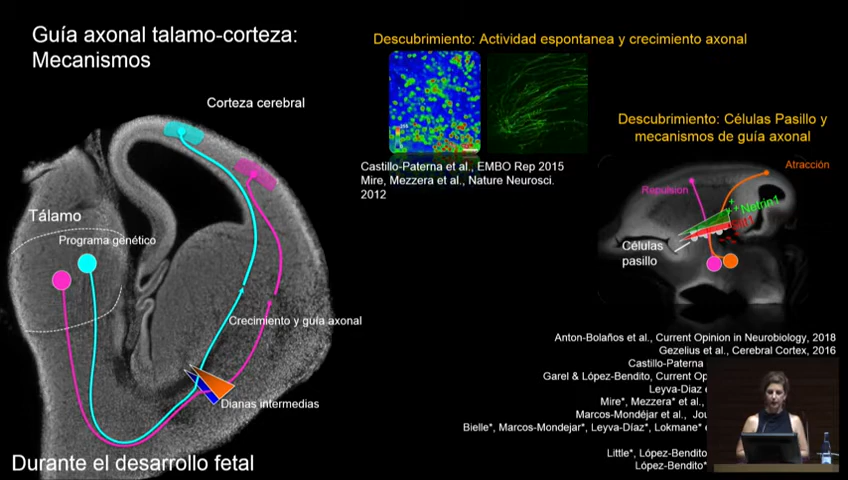 Guía axonal talamo-corteza:
Mecanismos
Corteza cerebral
Tálamo
Programa genético
Crecimiento y guía axonal
Dianas intermedias
Durante el desarrollo fetal
Descubrimiento: Actividad espontanea y crecimiento axonal
Castillo-Paterna et al., EMBO Rep 2015
Mire, Mezzera et al., Nature Neurosci.
2012
Descubrimiento: Células Pasillo y
mecanismos de guía axonal
Atracción
Repulsion
Netrin1
Slit1
Células
pasillo
Anton-Bolaños et al., Current Opinion in Neurobiology, 2018
Gezelius et al., Cerebral Cortex, 2016
Castillo-Paterna
Garel & López-Bendito, Current
Leyva-Diaz
Mire*, Mezzera* et al.,
Marcos-Mondéjar et al.,
Bielle*, Marcos-Mondejar*, Leyva-Díaz*, Lokmane*
Little*, López-Bendito
López-Bendito*